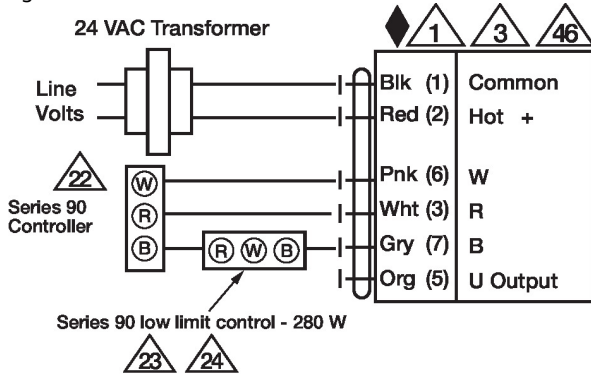 24 VAC Transformer
1 3 46
Line
Volts
Blk (1) Common
Red (2) Hot +
22
Series 90
Controller
W
R
B
R W B
Pnk (6) W
Wht (3) R
Gry (7) B
Org (5) U Output
Series 90 low limit control - 280 W
23 24